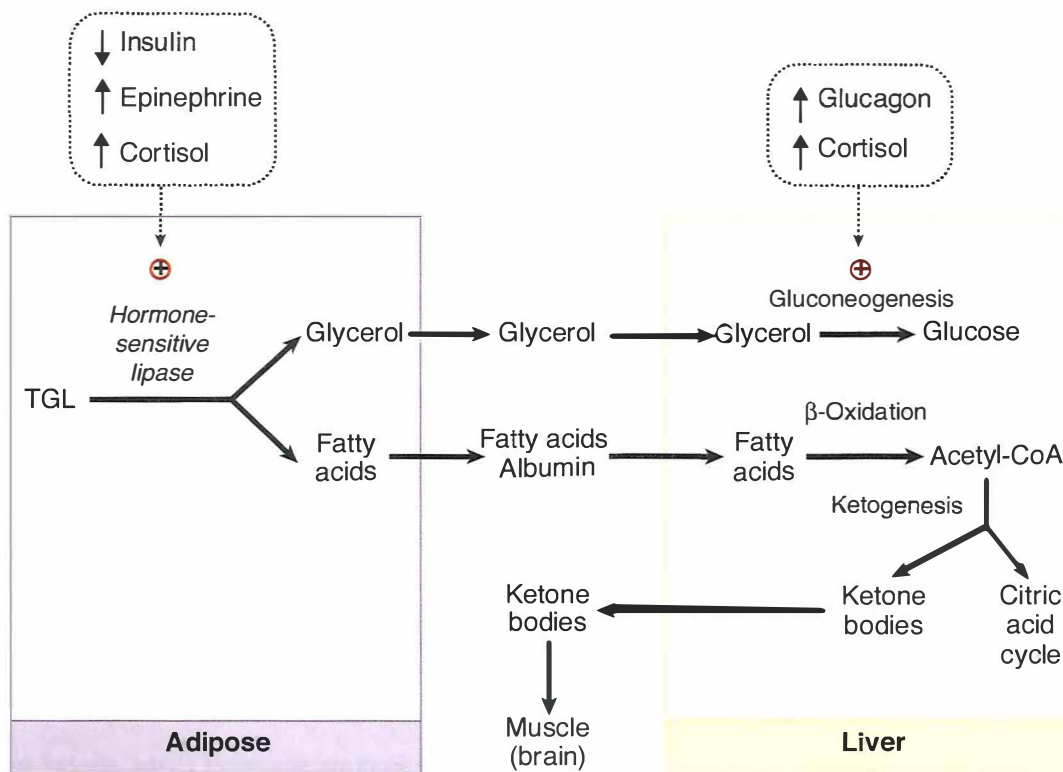 Insulin
Epinephrine
Cortisol
Glucagon
Cortisol
Hormone-
sensitive
lipase
TGL
Glycerol
Glycerol
Gluconeogenesis
Glycerol
Glucose
Fatty
acids
Fatty acids
Albumin
Fatty
acids
β-Oxidation
Acetyl-CoA
Ketogenesis
Ketone
bodies
Ketone
bodies
Citric
acid
cycle
Muscle
(brain)
Adipose
Liver